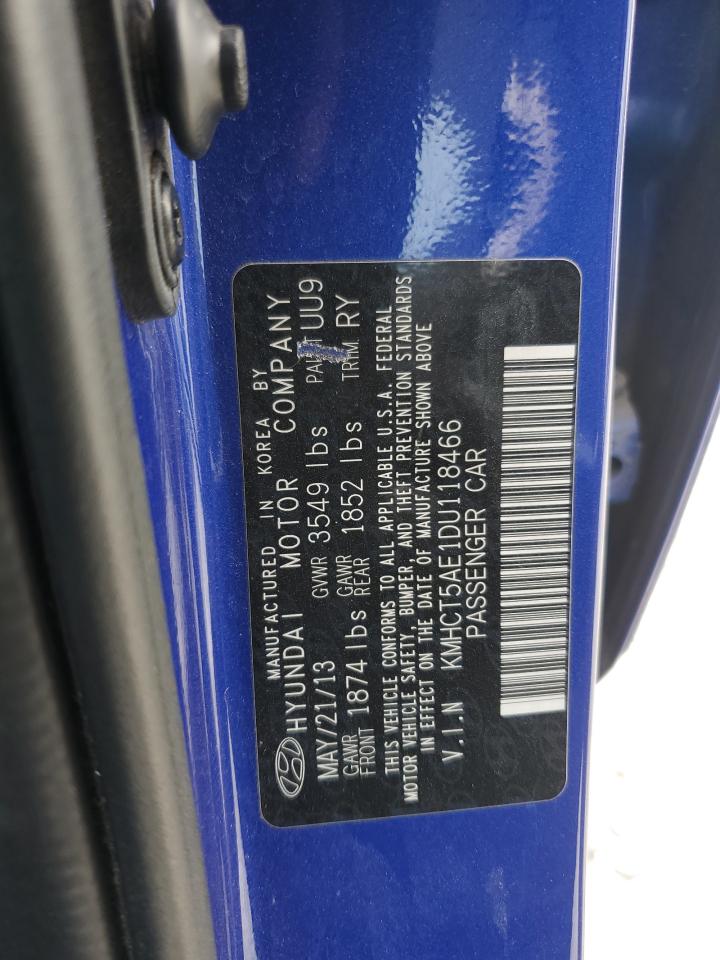 MANUFACTURED IN KOREA BY
HYUNDAI MOTOR COMPANY
MAY/21/13 GVWR 3549 lbs PAINT UU9
GAWR FRONT 1874 lbs GAWR REAR 1852 lbs TRIM RY
THIS VEHICLE CONFORMS TO ALL APPLICABLE U.S.A. FEDERAL
MOTOR VEHICLE SAFETY, BUMPER, AND THEFT PREVENTION STANDARDS
IN EFFECT ON THE DATE OF MANUFACTURE SHOWN ABOVE
V.I.N KMHCT5AE1DU118466
PASSENGER CAR